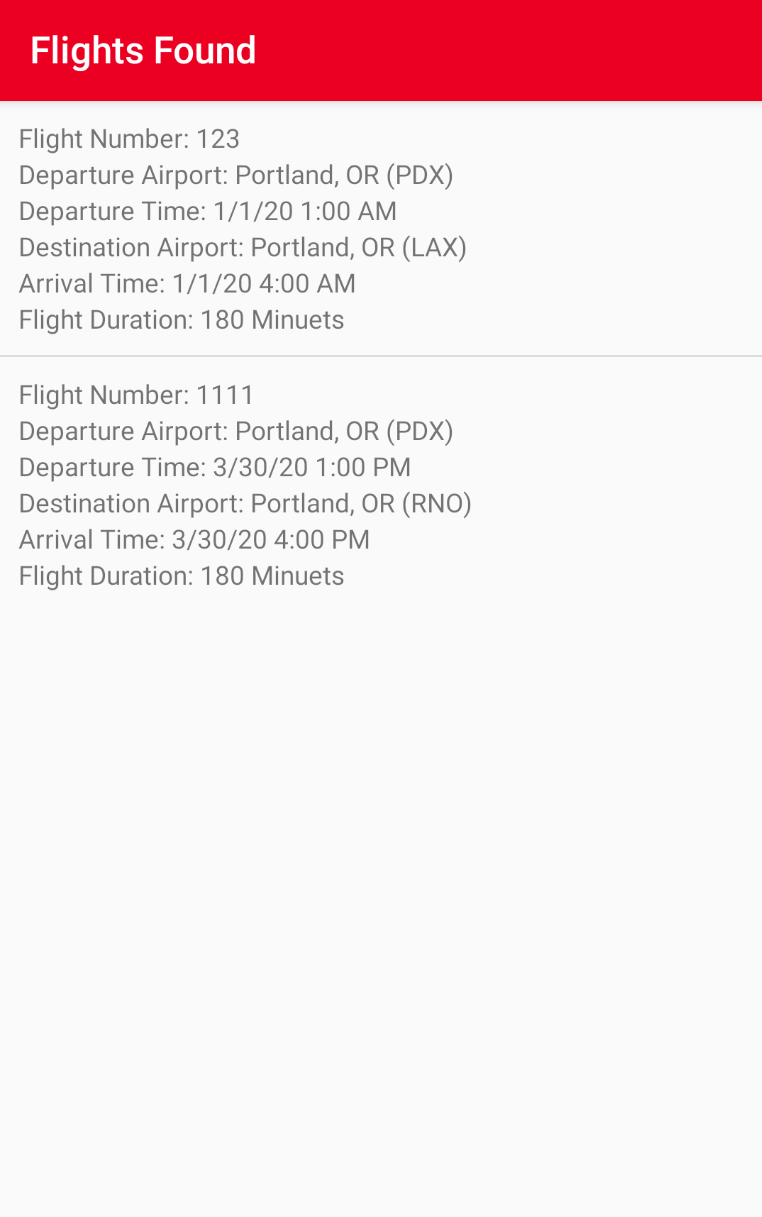 Flights Found
Flight Number: 123
Departure Airport: Portland, OR (PDX)
Departure Time: 1/1/20 1:00 AM
Destination Airport: Portland, OR (LAX)
Arrival Time: 1/1/20 4:00 AM
Flight Duration: 180 Minuets
Flight Number: 1111
Departure Airport: Portland, OR (PDX)
Departure Time: 3/30/20 1:00 PM
Destination Airport: Portland, OR (RNO)
Arrival Time: 3/30/20 4:00 PM
Flight Duration: 180 Minuets